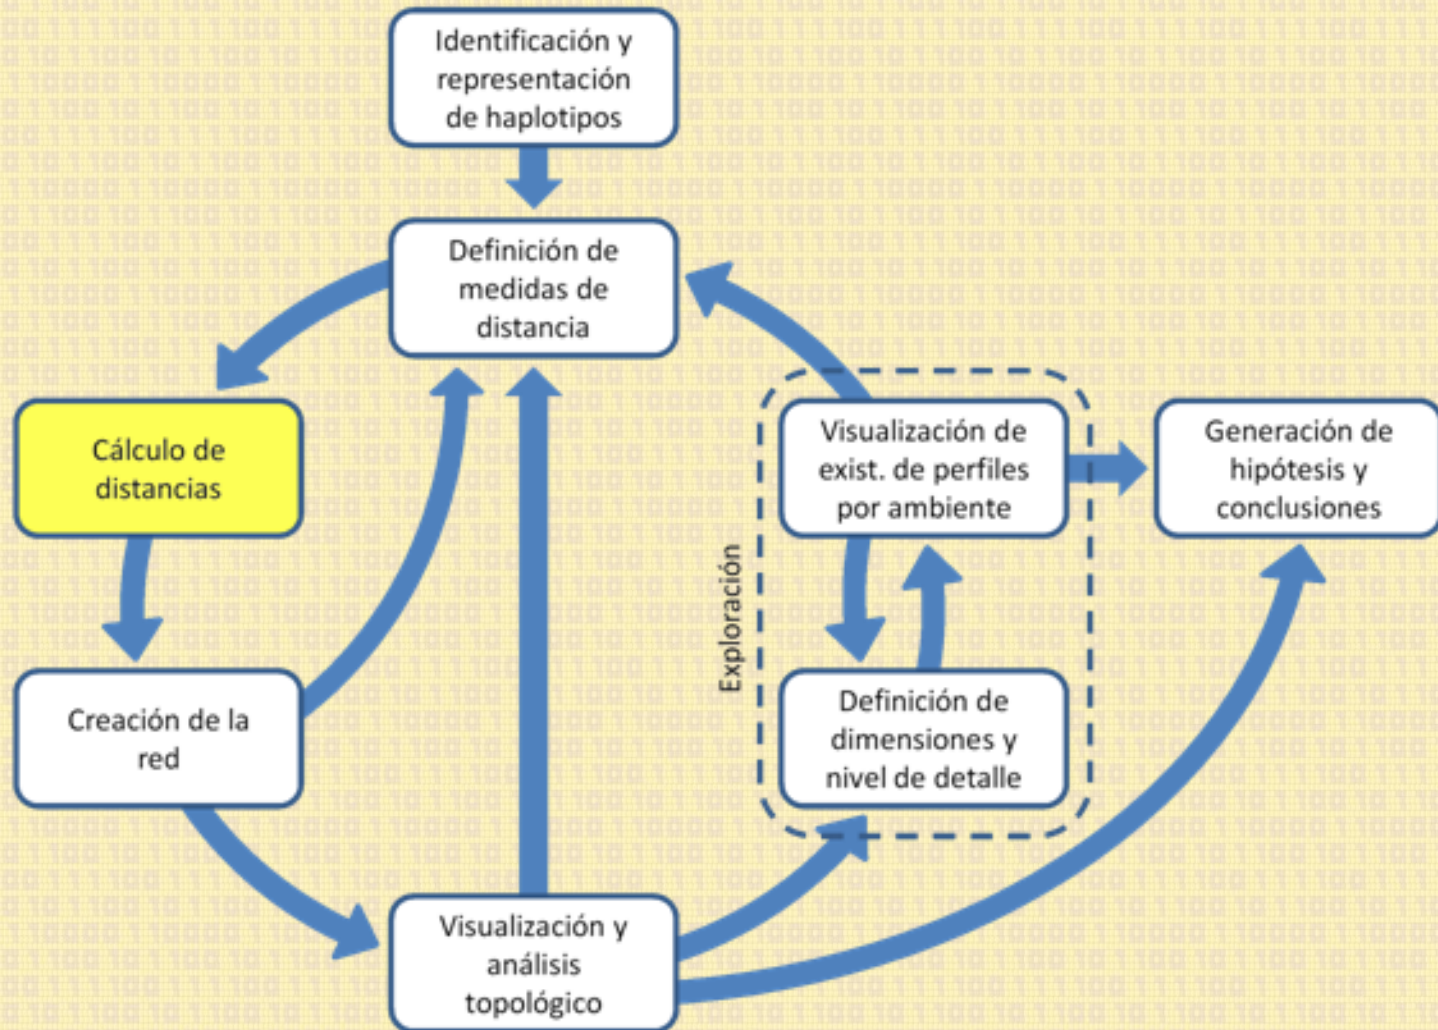 Identificación y
representación
de haplotipos
Definición de
medidas de
distancia
Cálculo de
distancias
Visualización de
exist. de perfiles
por ambiente
Generación de
hipótesis y
conclusiones
Exploración
Creación de la
red
Definición de
dimensiones y
nivel de detalle
Visualización y
análisis
topológico